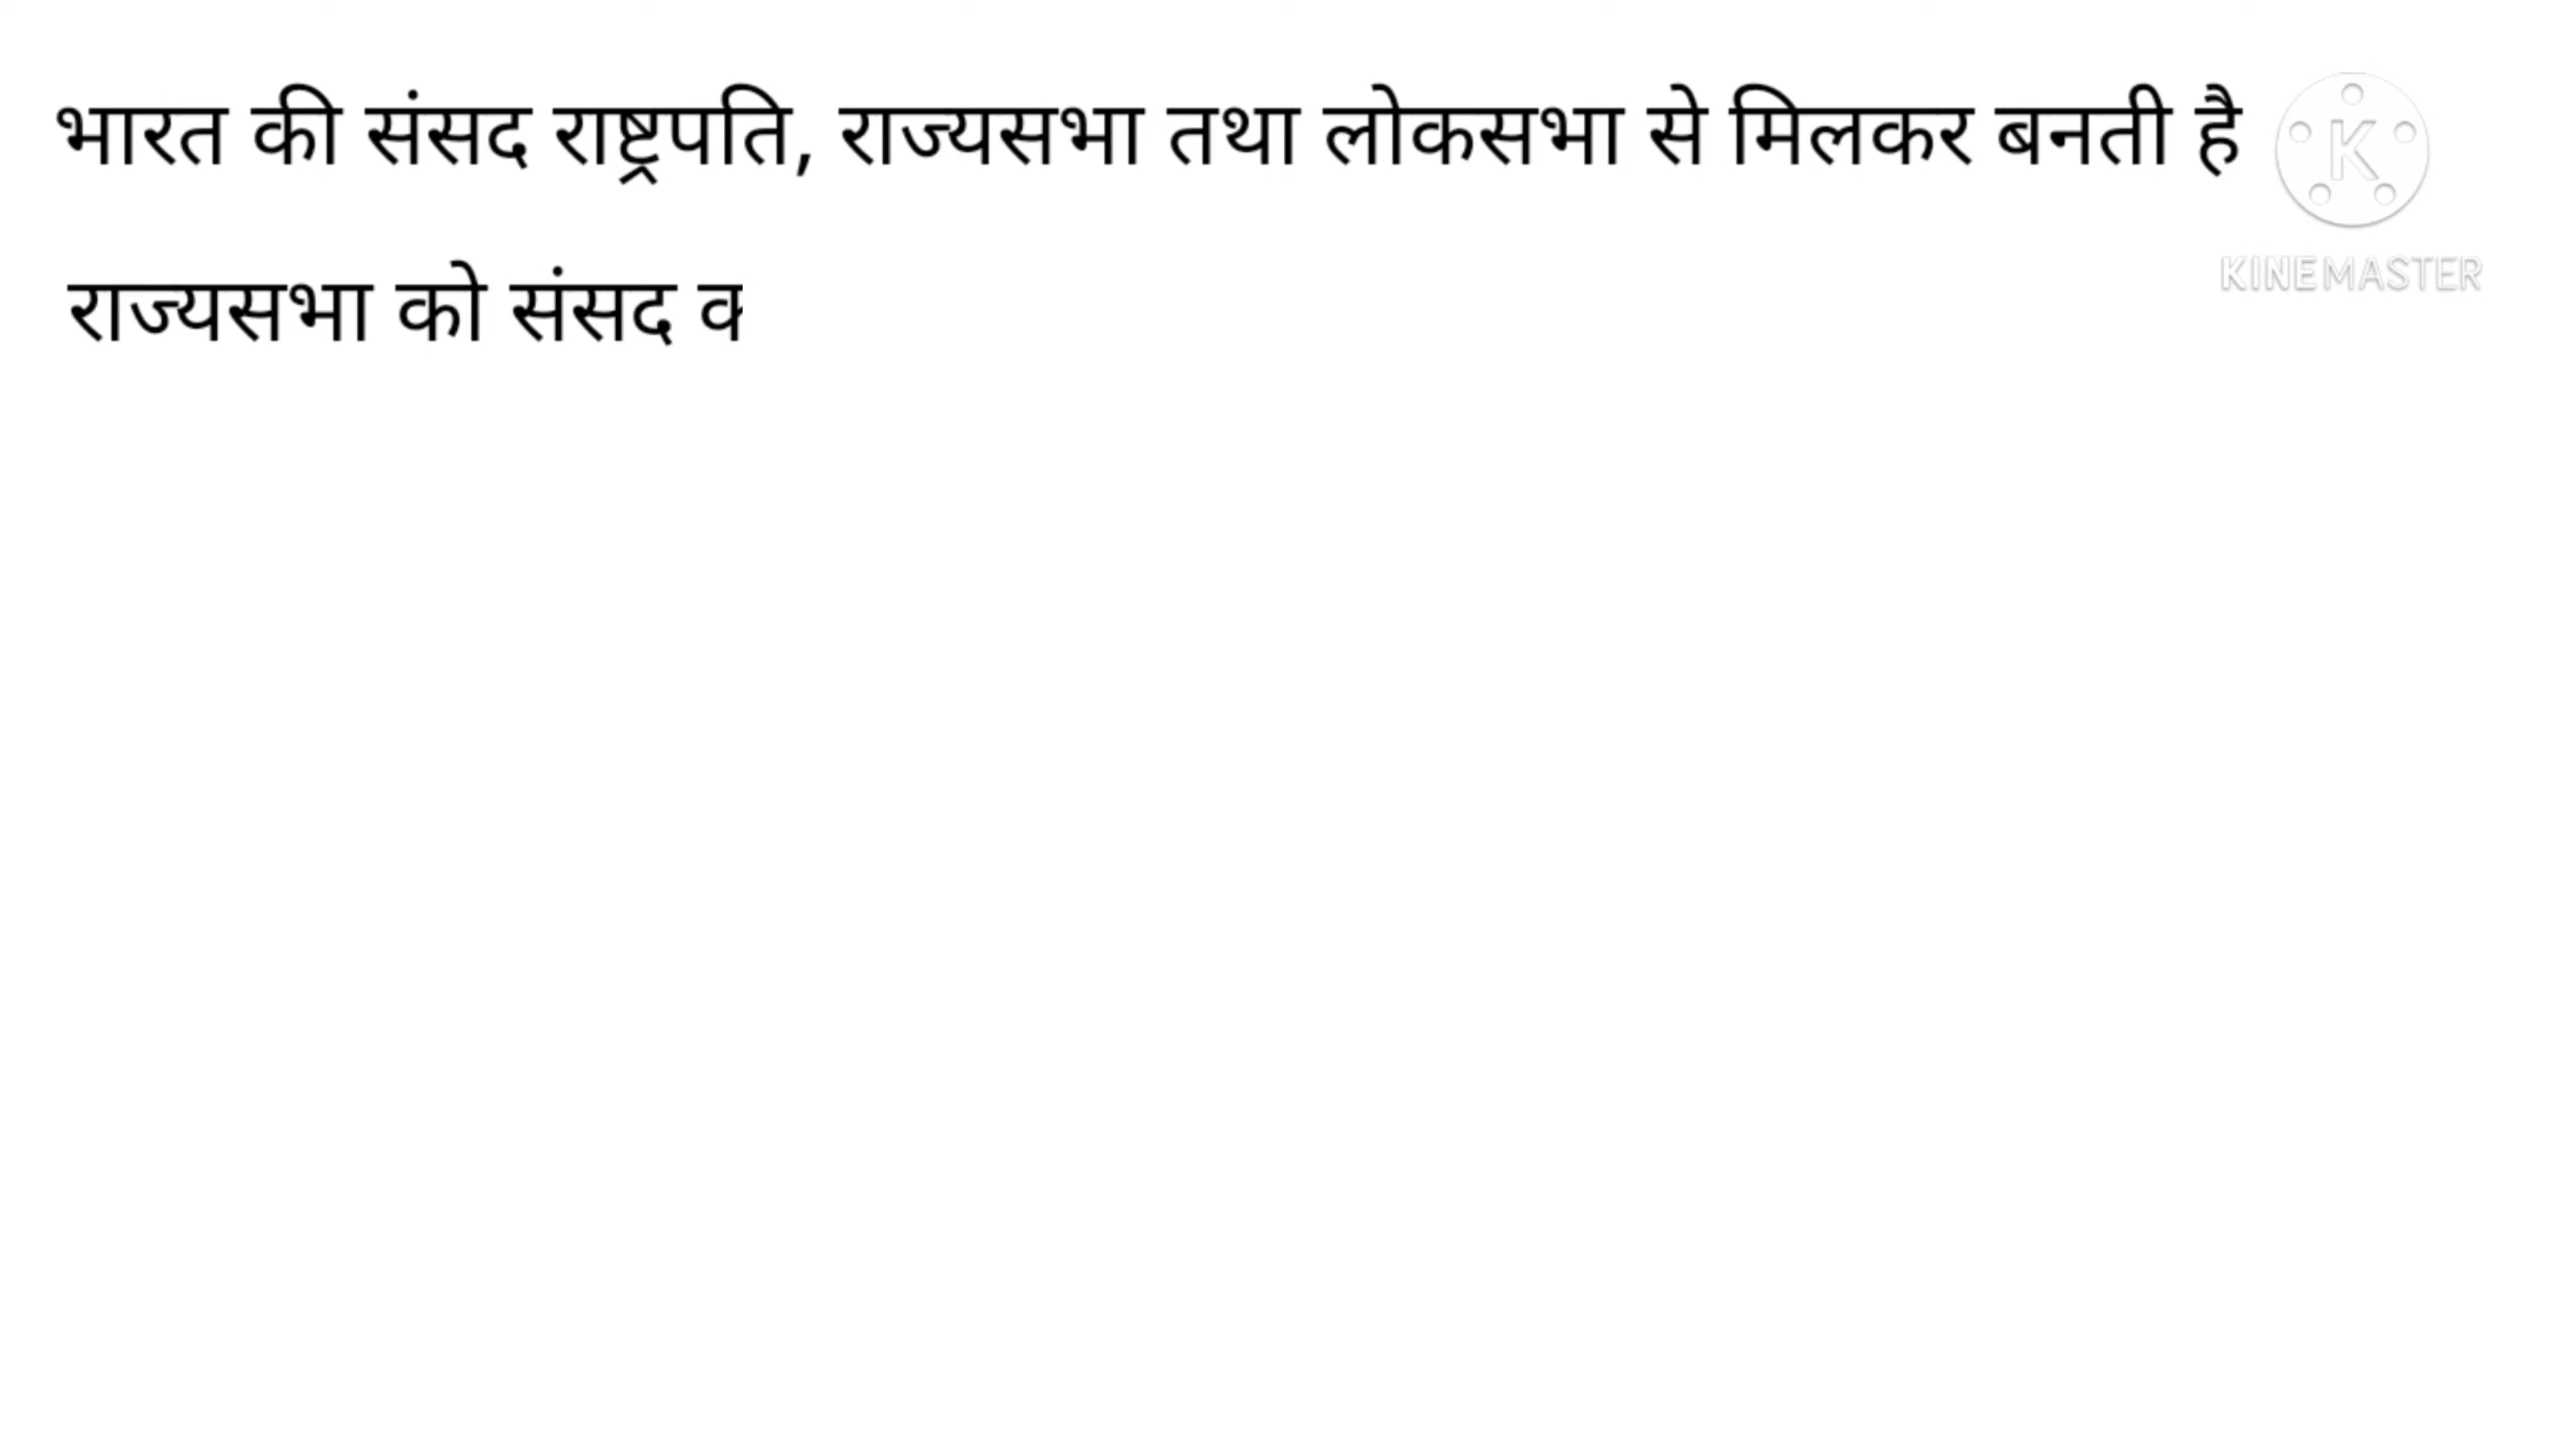 भारत की संसद राष्ट्रपति, राज्यसभा तथा लोकसभा से मिलकर बनती है
K
KINEMASTER
राज्यसभा को संसद